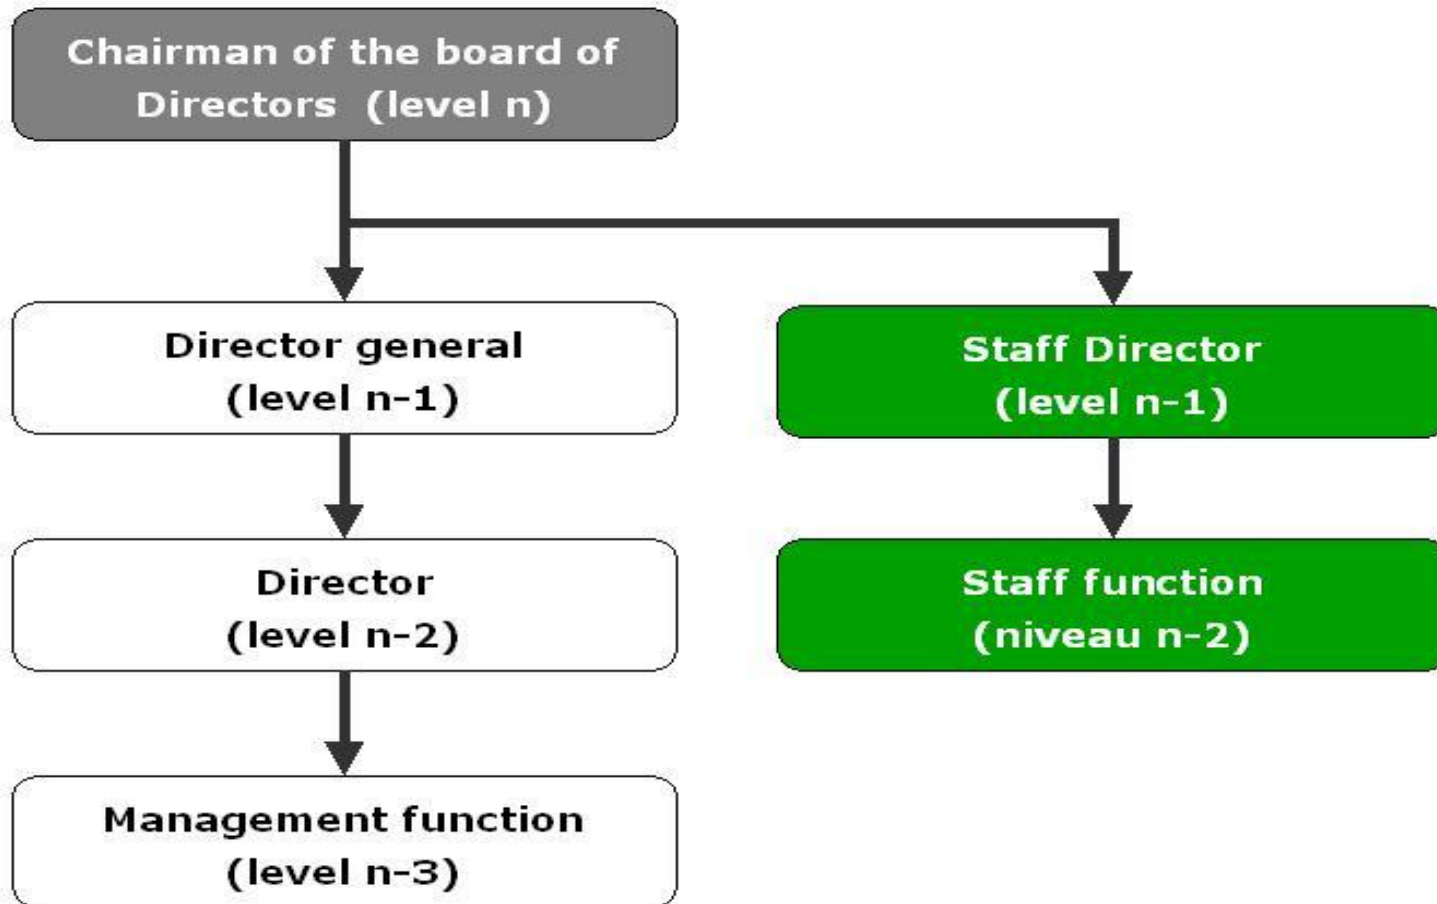 Chairman of the board of
Directors (level n)
Director general
(level n-1)
Staff Director
(level n-1)
Director
(level n-2)
Staff function
(niveau n-2)
Management function
(level n-3)